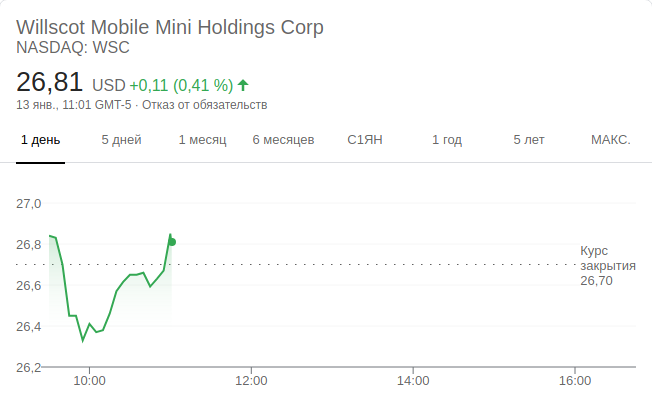 Willscot Mobile Mini Holdings Corp
NASDAQ: WSC
26,81 USD +0,11 (0,41 %)
13 янв., 11:01 GMT-5 · Отказ от обязательств
1 день 5 дней 1 месяц 6 месяцев С1ЯН 1 год 5 лет МАКС.
27,0
26,8
Курс
закрытия
26,70
26,6
26,4
26,2
10:00 12:00 14:00 16:00